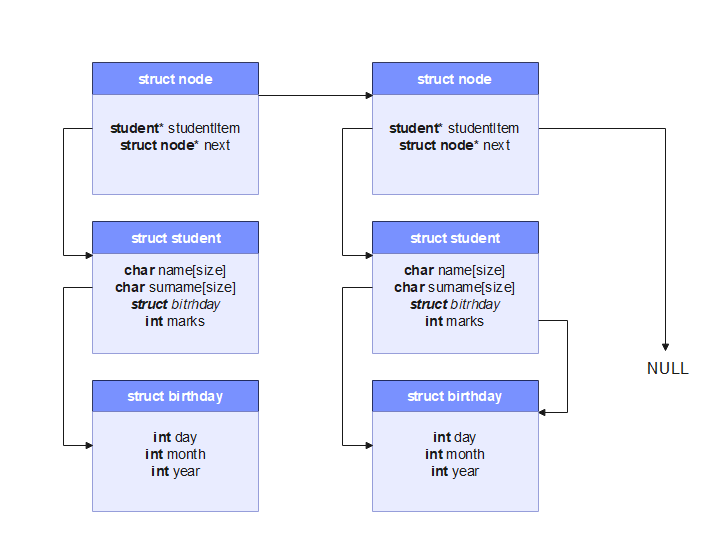 struct node
student* studentItem
struct node* next
struct node
student* studentItem
struct node* next
struct student
char name[size]
char surname[size]
struct bitrhday
int marks
struct student
char name[size]
char surname[size]
struct bitrhday
int marks
NULL
struct birthday
int day
int month
int year
struct birthday
int day
int month
int year